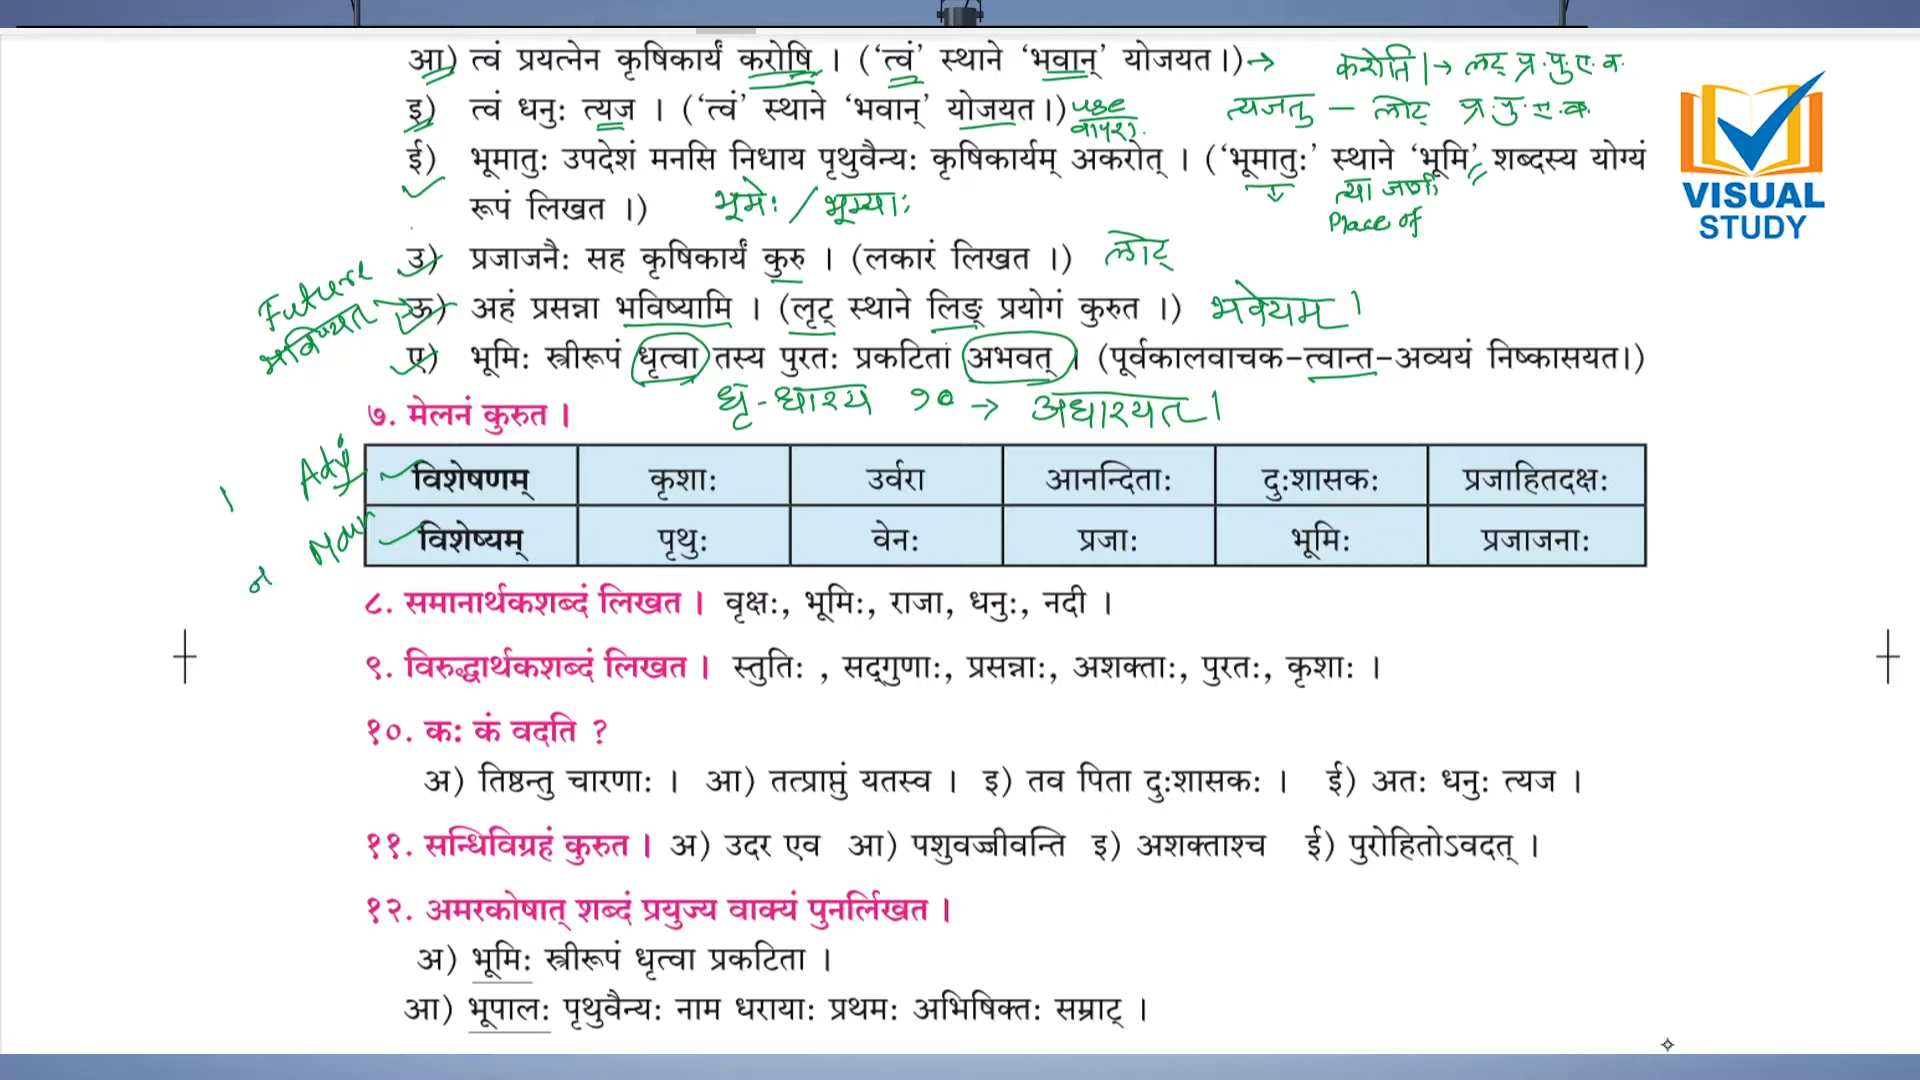 आ) त्वं प्रयत्नेन कृषिकार्यं करोषि । (‘त्वं’ स्थाने ‘भवान्’ योजयत।) → करोति । → लट् प्र.पु.ए.व.
इ) त्वं धनुः त्यज । (‘त्वं’ स्थाने ‘भवान्’ योजयत।) use वापरा. त्यजतु – लोट् प्र.पु.ए.व.
ई) भूमातुः उपदेशं मनसि निधाय पृथुवैन्यः कृषिकार्यम् अकरोत् । (‘भूमातुः’ स्थाने ‘भूमि’ शब्दस्य योग्यं
रूपं लिखत ।) भूमेः / भूम्याः त्या जागी Place of
उ) प्रजाजनैः सह कृषिकार्यं कुरु । (लकारं लिखत ।) लोट्
Future
भविष्यत
ऊ) अहं प्रसन्ना भविष्यामि । (लृट् स्थाने लिङ् प्रयोगं कुरुत ।) भवेयम ।
ए) भूमिः स्त्रीरूपं धृत्वा तस्य पुरतः प्रकटिता अभवत् । (पूर्वकालवाचक-त्वान्त-अव्ययं निष्कासयत।)
धृ - धारय १० → अधारयत ।
७. मेलनं कुरुत ।
Adj विशेषणम् कृशाः उर्वरा आनन्दिताः दुःशासकः प्रजाहितदक्षः
Noun विशेष्यम् पृथुः वेनः प्रजाः भूमिः प्रजाजनाः
८. समानार्थकशब्दं लिखत । वृक्षः, भूमिः, राजा, धनुः, नदी ।
९. विरुद्धार्थकशब्दं लिखत । स्तुतिः , सद्‌गुणाः, प्रसन्नाः, अशक्ताः, पुरतः, कृशाः ।
१०. कः कं वदति ?
अ) तिष्ठन्तु चारणाः । आ) तत्प्राप्तुं यतस्व । इ) तव पिता दुःशासकः । ई) अतः धनुः त्यज ।
११. सन्धिविग्रहं कुरुत । अ) उदर एव आ) पशुवज्जीवन्ति इ) अशक्ताश्च ई) पुरोहितोऽवदत् ।
१२. अमरकोषात् शब्दं प्रयुज्य वाक्यं पुनर्लिखत ।
अ) भूमिः स्त्रीरूपं धृत्वा प्रकटिता ।
आ) भूपालः पृथुवैन्यः नाम धरायाः प्रथमः अभिषिक्तः सम्राट् ।
VISUAL
STUDY